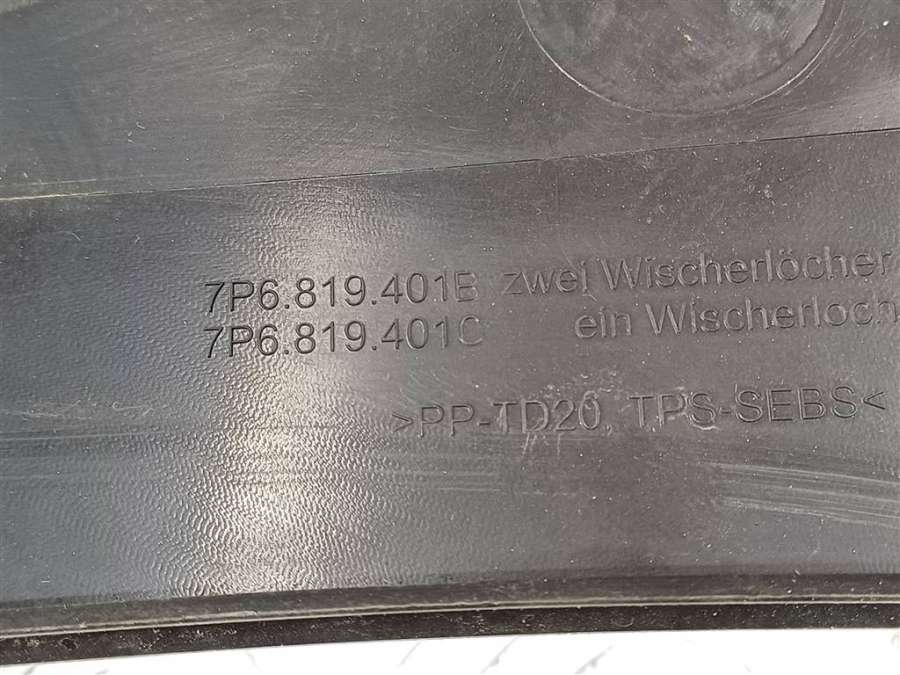 7P6.819.401B zwei Wischerlöcher
7P6.819.401C ein Wischerloch
>PP-TD20, TPS-SEBS<